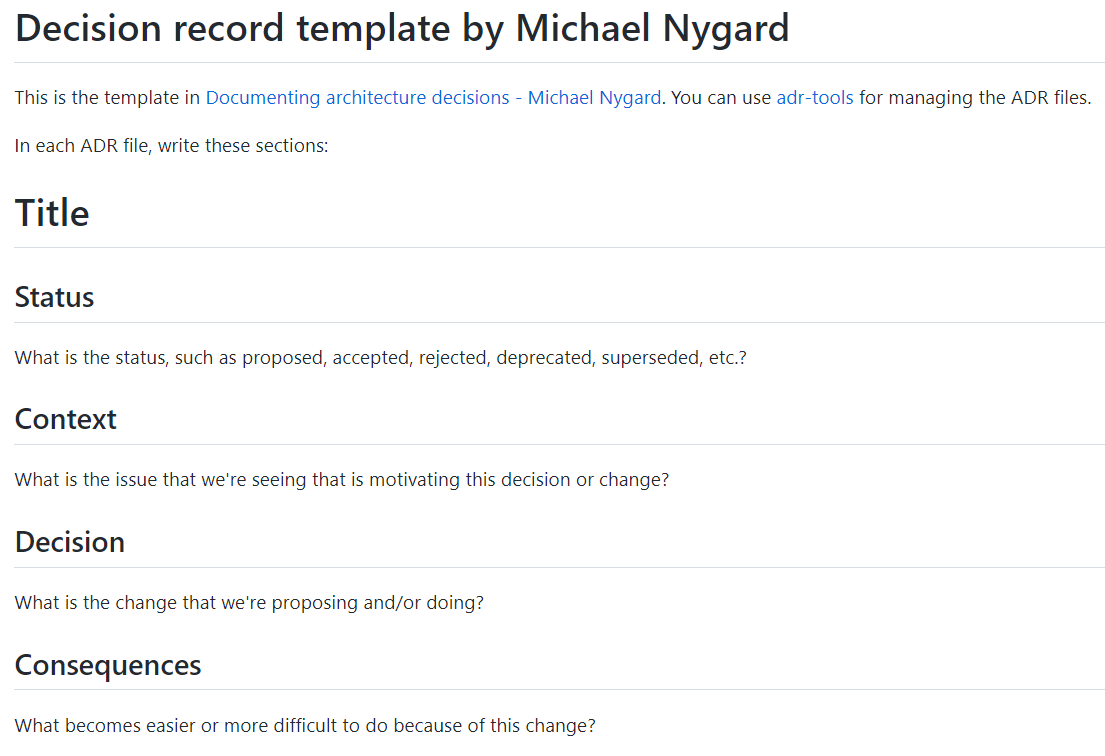 Decision record template by Michael Nygard
This is the template in Documenting architecture decisions - Michael Nygard. You can use adr-tools for managing the ADR files.
In each ADR file, write these sections:
Title
Status
What is the status, such as proposed, accepted, rejected, deprecated, superseded, etc.?
Context
What is the issue that we're seeing that is motivating this decision or change?
Decision
What is the change that we're proposing and/or doing?
Consequences
What becomes easier or more difficult to do because of this change?